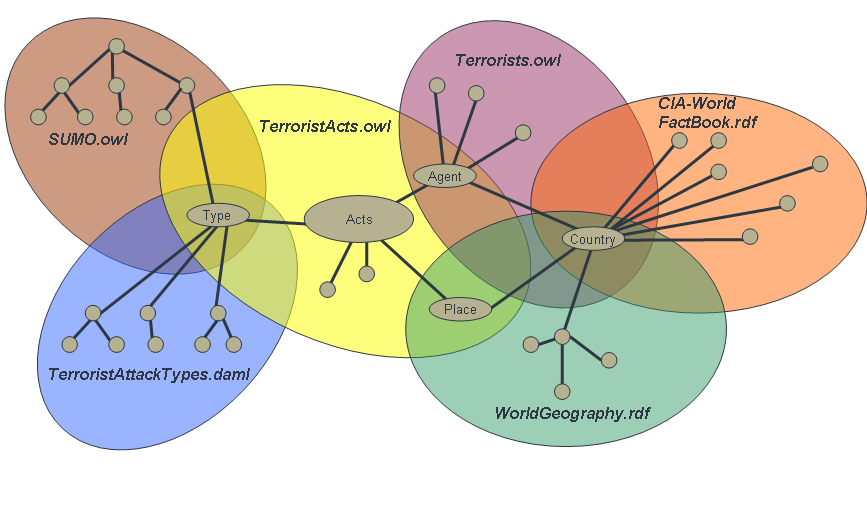 Terrorists.owl
CIA-World
FactBook.rdf
TerroristActs.owl
SUMO.owl
Agent
Type
Acts
Country
Place
TerroristAttackTypes.daml
WorldGeography.rdf